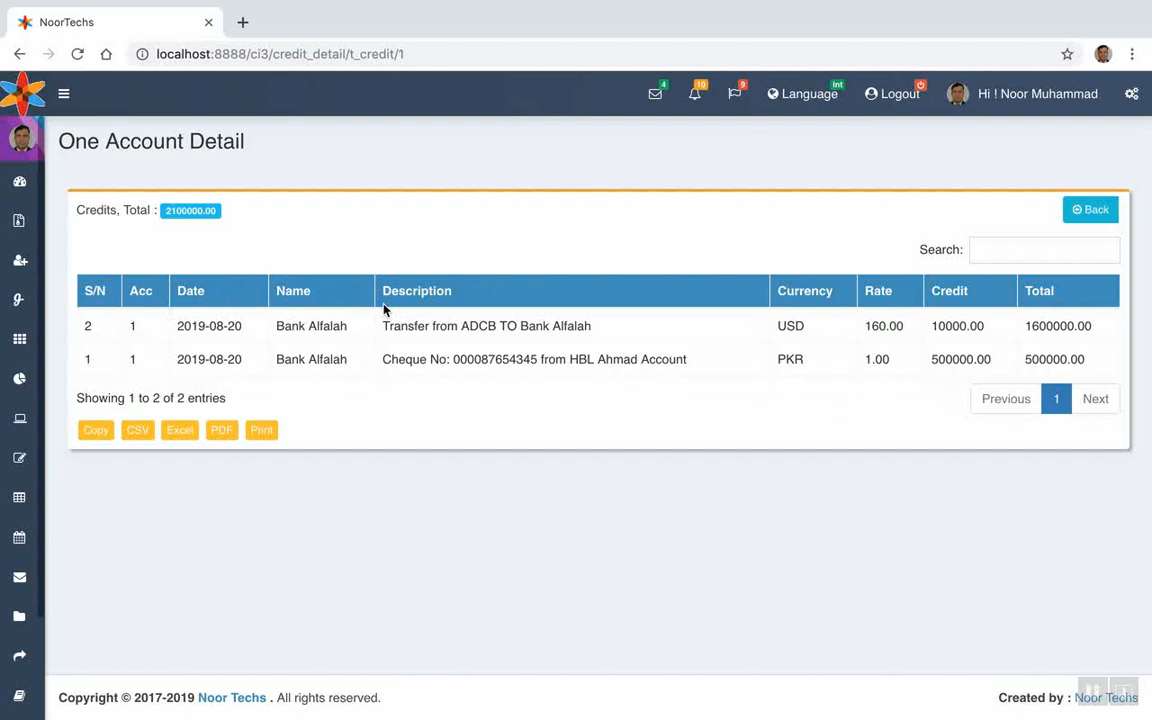 NoorTechs
localhost:8888/ci3/credit_detail/t_credit/1
4 10 9 Language Int Logout Hi ! Noor Muhammad
One Account Detail
Credits, Total : 2100000.00 Back
Search:
S/N Acc Date Name Description Currency Rate Credit Total
2 1 2019-08-20 Bank Alfalah Transfer from ADCB TO Bank Alfalah USD 160.00 10000.00 1600000.00
1 1 2019-08-20 Bank Alfalah Cheque No: 000087654345 from HBL Ahmad Account PKR 1.00 500000.00 500000.00
Showing 1 to 2 of 2 entries Previous 1 Next
Copy CSV Excel PDF Print
Copyright © 2017-2019 Noor Techs . All rights reserved. Created by : Noor Techs